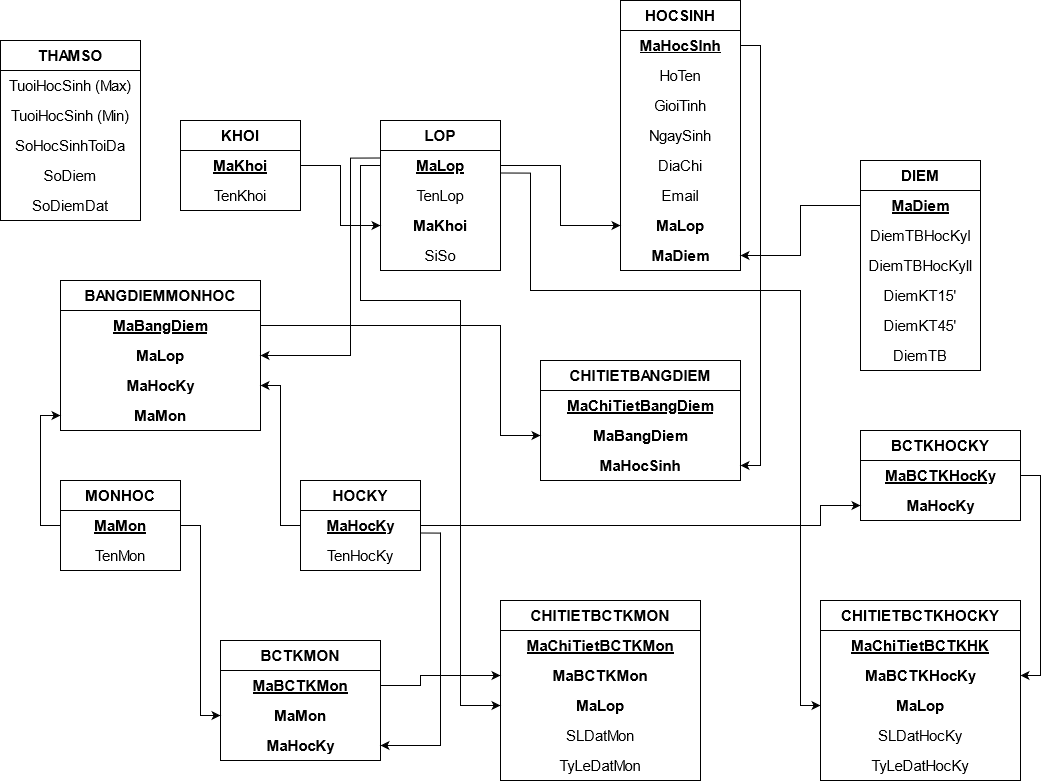 THAMSO
TuoiHocSinh (Max)
TuoiHocSinh (Min)
SoHocSinhToiDa
SoDiem
SoDiemDat
KHOI
MaKhoi
TenKhoi
LOP
MaLop
TenLop
MaKhoi
SiSo
HOCSINH
MaHocSInh
HoTen
GioiTinh
NgaySinh
DiaChi
Email
MaLop
MaDiem
DIEM
MaDiem
DiemTBHocKyI
DiemTBHocKyII
DiemKT15'
DiemKT45'
DiemTB
BANGDIEMMONHOC
MaBangDiem
MaLop
MaHocKy
MaMon
CHITIETBANGDIEM
MaChiTietBangDiem
MaBangDiem
MaHocSinh
BCTKHOCKY
MaBCTKHocKy
MaHocKy
MONHOC
MaMon
TenMon
HOCKY
MaHocKy
TenHocKy
BCTKMON
MaBCTKMon
MaMon
MaHocKy
CHITIETBCTKMON
MaChiTietBCTKMon
MaBCTKMon
MaLop
SLDatMon
TyLeDatMon
CHITIETBCTKHOCKY
MaChiTietBCTKHK
MaBCTKHocKy
MaLop
SLDatHocKy
TyLeDatHocKy